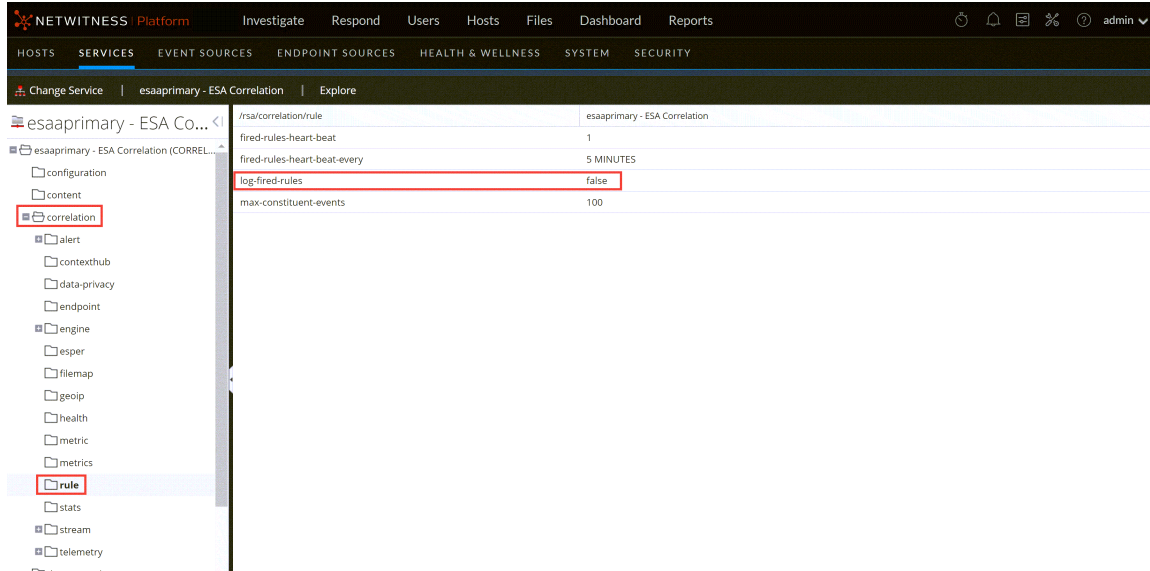 NETWITNESS Platform Investigate Respond Users Hosts Files Dashboard Reports admin
HOSTS SERVICES EVENT SOURCES ENDPOINT SOURCES HEALTH & WELLNESS SYSTEM SECURITY
Change Service | esaaprimary - ESA Correlation | Explore
esaaprimary - ESA Co...
esaaprimary - ESA Correlation (CORREL...
configuration
content
correlation
alert
contexthub
data-privacy
endpoint
engine
esper
filemap
geoip
health
metric
metrics
rule
stats
stream
telemetry
/rsa/correlation/rule esaaprimary - ESA Correlation
fired-rules-heart-beat 1
fired-rules-heart-beat-every 5 MINUTES
log-fired-rules false
max-constituent-events 100